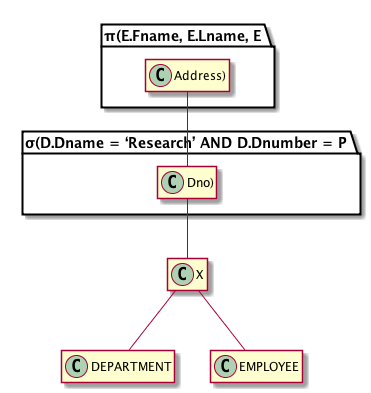 π(E.Fname, E.Lname, E
C Address)
σ(D.Dname = ‘Research’ AND D.Dnumber = P
C Dno)
C X
C DEPARTMENT
C EMPLOYEE